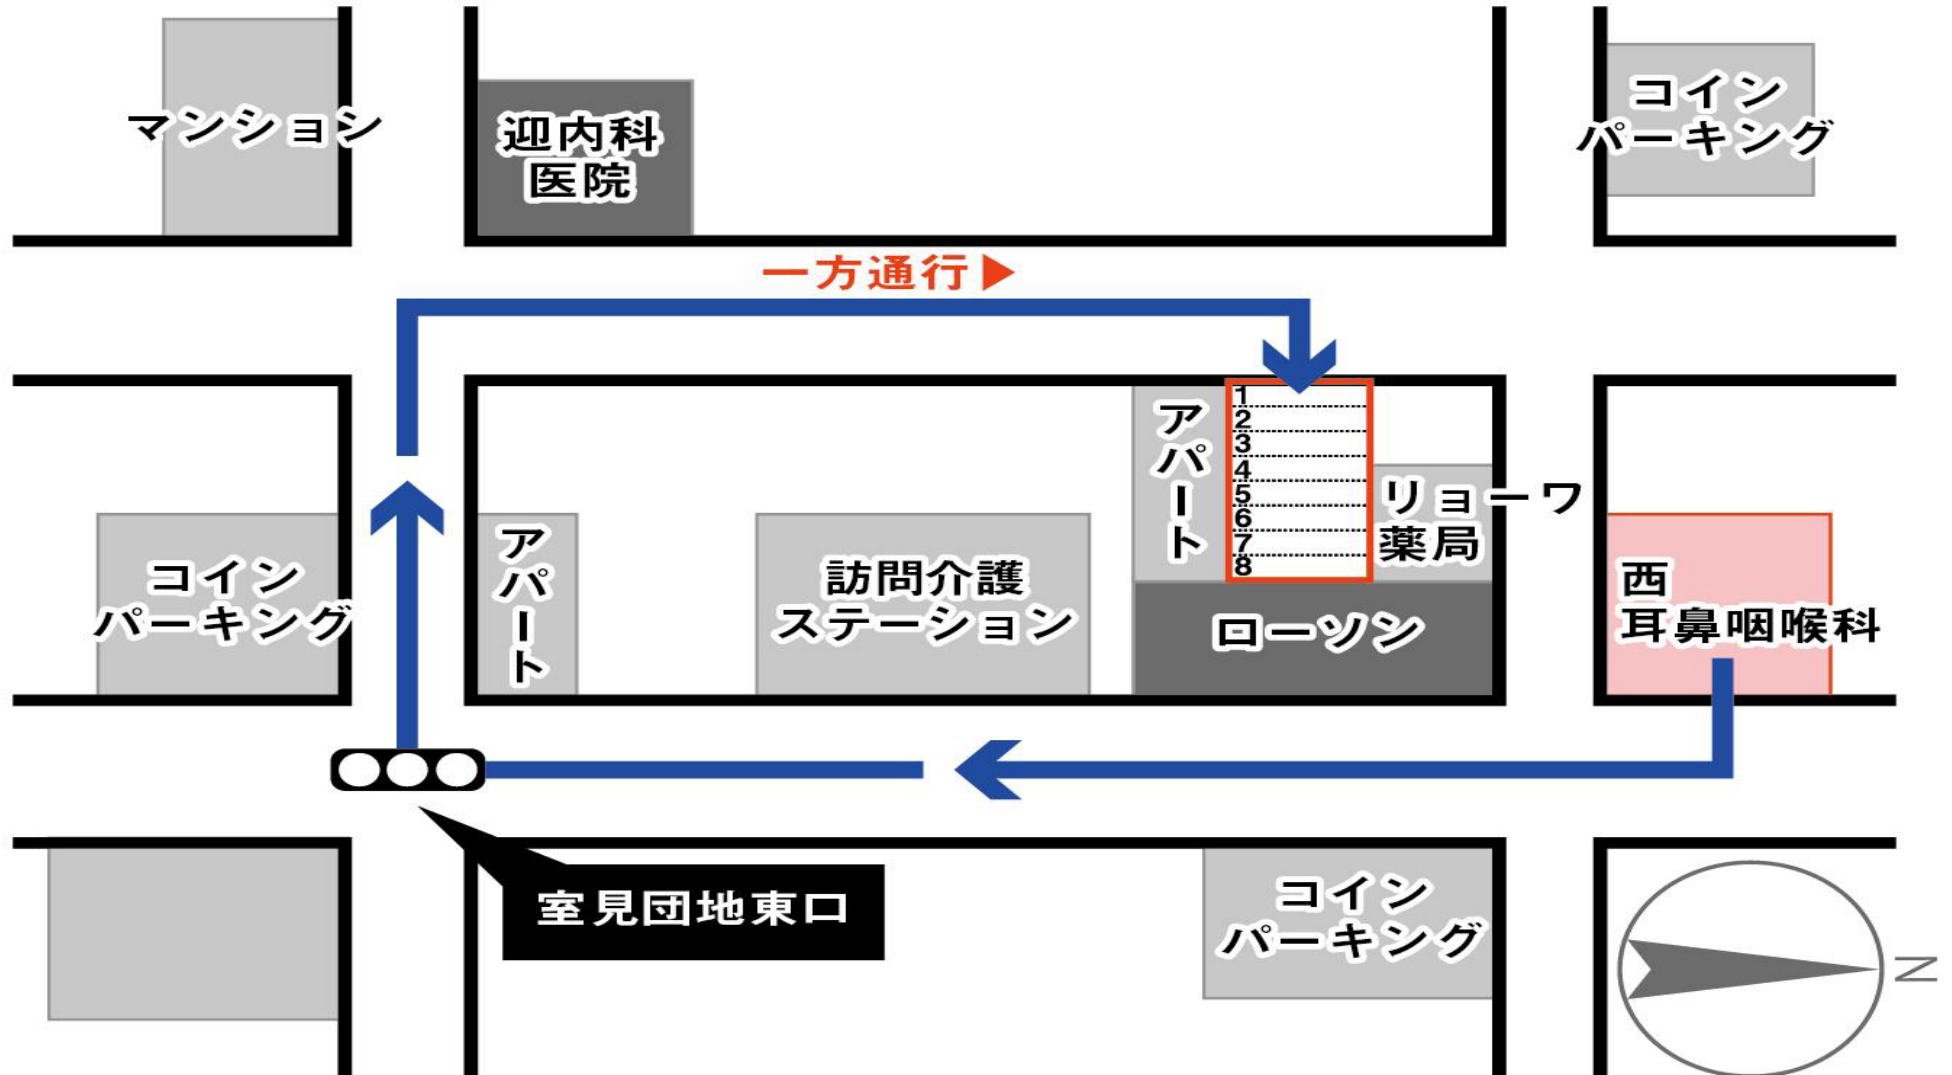 マンション
迎内科
医院
コイン
パーキング
一方通行▶
アパート
1
2
3
4
5
6
7
8
リョーワ
薬局
コイン
パーキング
アパート
訪問介護
ステーション
ローソン
西
耳鼻咽喉科
室見団地東口
コイン
パーキング
N